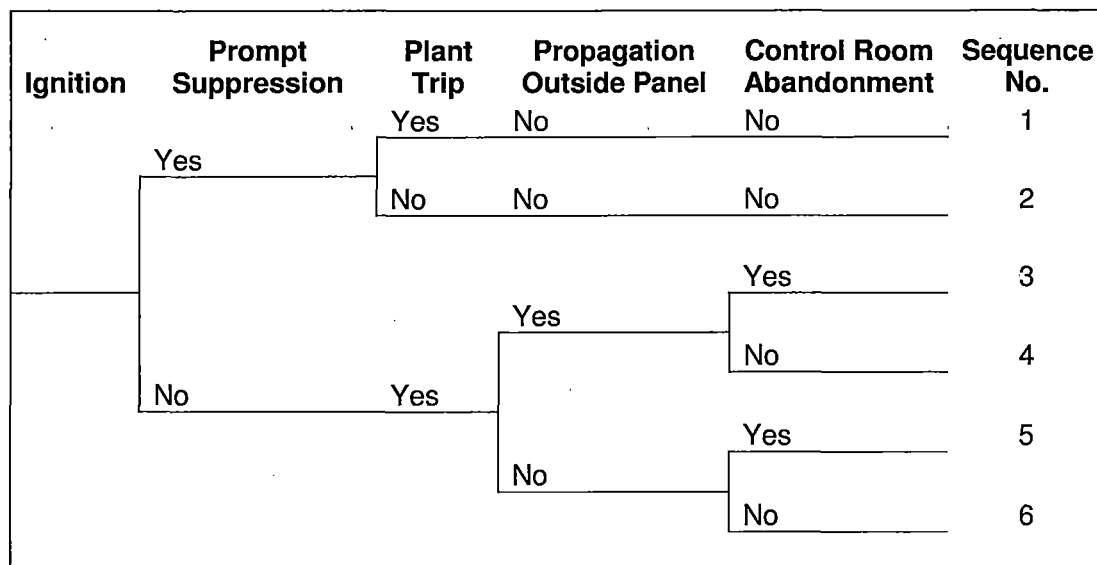 Prompt Plant Propagation Control Room Sequence
Ignition Suppression Trip Outside Panel Abandonment No.
Yes No No 1
Yes
No No No 2
Yes 3
Yes
No 4
No Yes
Yes 5
No
No 6